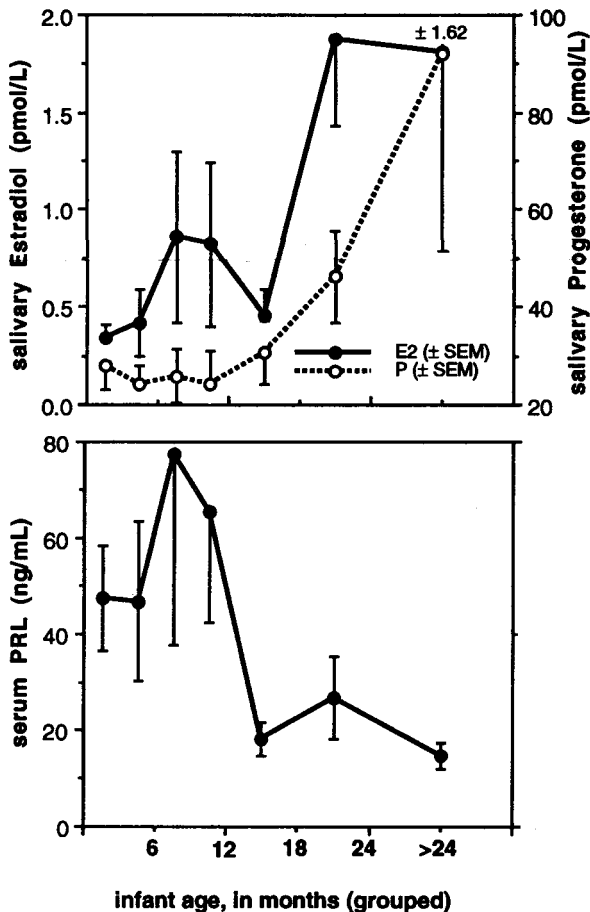 ± 1.62
2.0
1.5
1.0
0.5
0.0
salivary Estradiol (pmol/L)
100
80
60
40
20
salivary Progesterone (pmol/L)
E2 (± SEM)
P (± SEM)
80
60
40
20
0
serum PRL (ng/mL)
6 12 18 24 >24
infant age, in months (grouped)